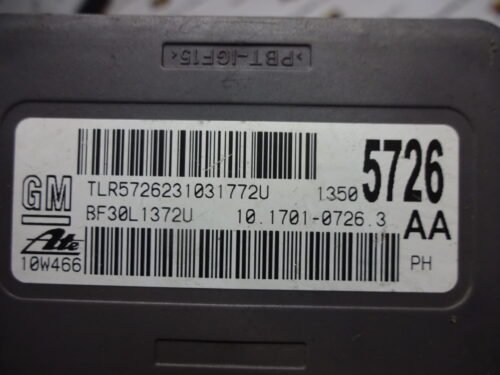 >PBT-IGF15<
GM
TLR5726231031772U 1350 5726
BF30L1372U 10.1701-0726.3 AA
Ate
10W466 PH